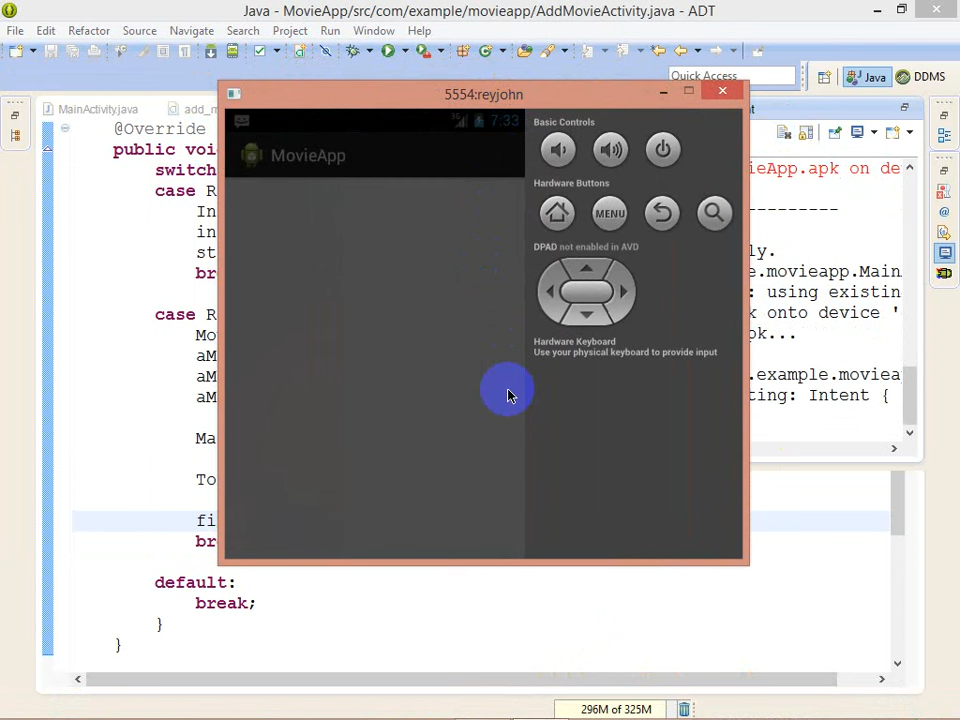 Java - MovieApp/src/com/example/movieapp/AddMovieActivity.java - ADT
File Edit Refactor Source Navigate Search Project Run Window Help
Quick Access
Java
DDMS
MainActivity.java
@Override
public voi
switch
case R
In
in
st
br
case R
Mo
aM
aM
aM
Ma
To
fi
br
default:
break;
}
}
5554:reyjohn
3G 7:33
MovieApp
Basic Controls
Hardware Buttons
MENU
DPAD not enabled in AVD
Hardware Keyboard
Use your physical keyboard to provide input
ieApp.apk on de
---------
ly.
e.movieapp.Main
: using existin
k onto device '
pk...
.example.moviea
ting: Intent {
296M of 325M